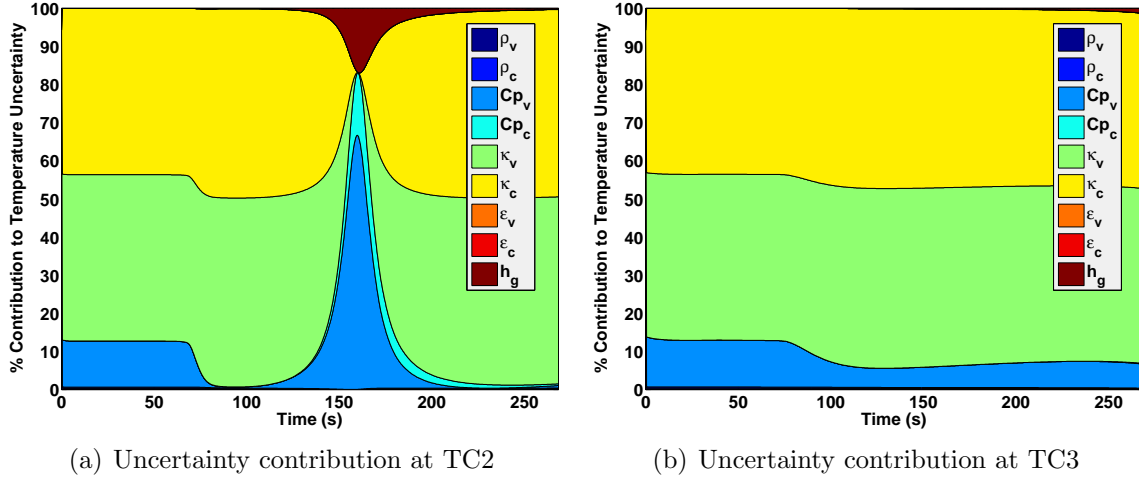 % Contribution to Temperature Uncertainty
100
90
80
70
60
50
40
30
20
10
0
0 50 100 150 200 250
Time (s)
ρv
ρc
Cpv
Cpc
κv
κc
εv
εc
hg
(a) Uncertainty contribution at TC2
% Contribution to Temperature Uncertainty
100
90
80
70
60
50
40
30
20
10
0
0 50 100 150 200 250
Time (s)
ρv
ρc
Cpv
Cpc
κv
κc
εv
εc
hg
(b) Uncertainty contribution at TC3